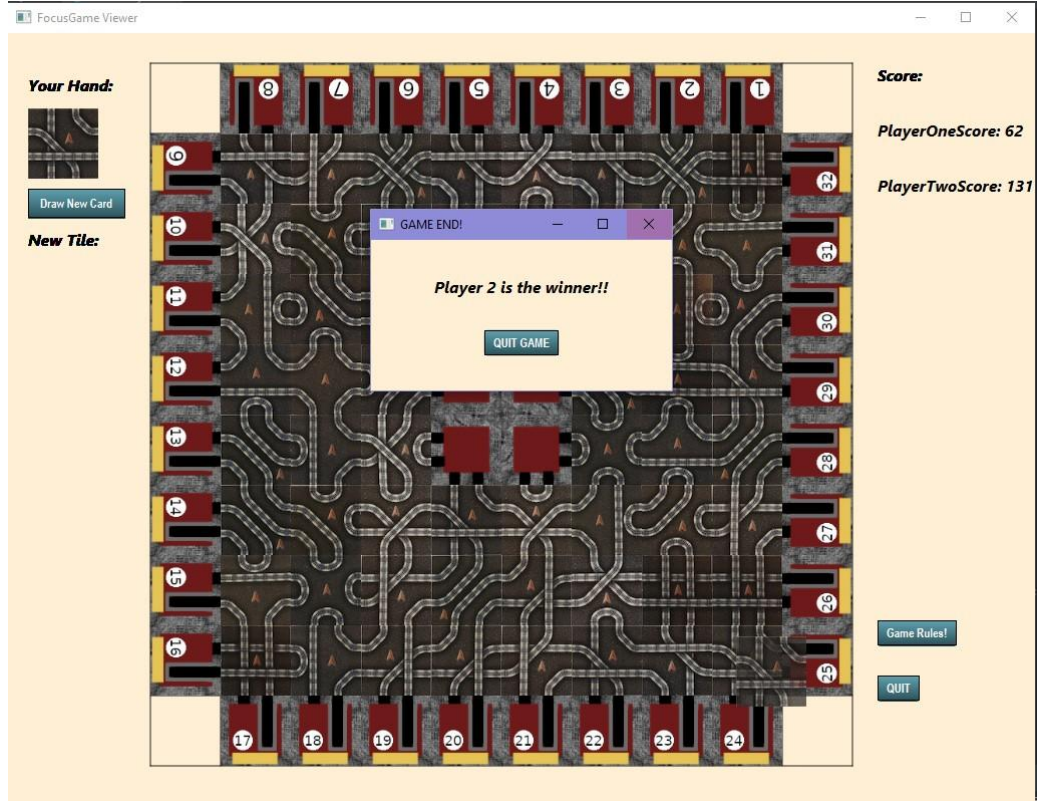 FocusGame Viewer
Your Hand:
Draw New Card
New Tile:
8 7 6 5 4 3 2 1
9
10
11
12
13
14
15
16
32
31
30
29
28
27
26
25
17 18 19 20 21 22 23 24
GAME END!
Player 2 is the winner!!
QUIT GAME
Score:
PlayerOneScore: 62
PlayerTwoScore: 131
Game Rules!
QUIT